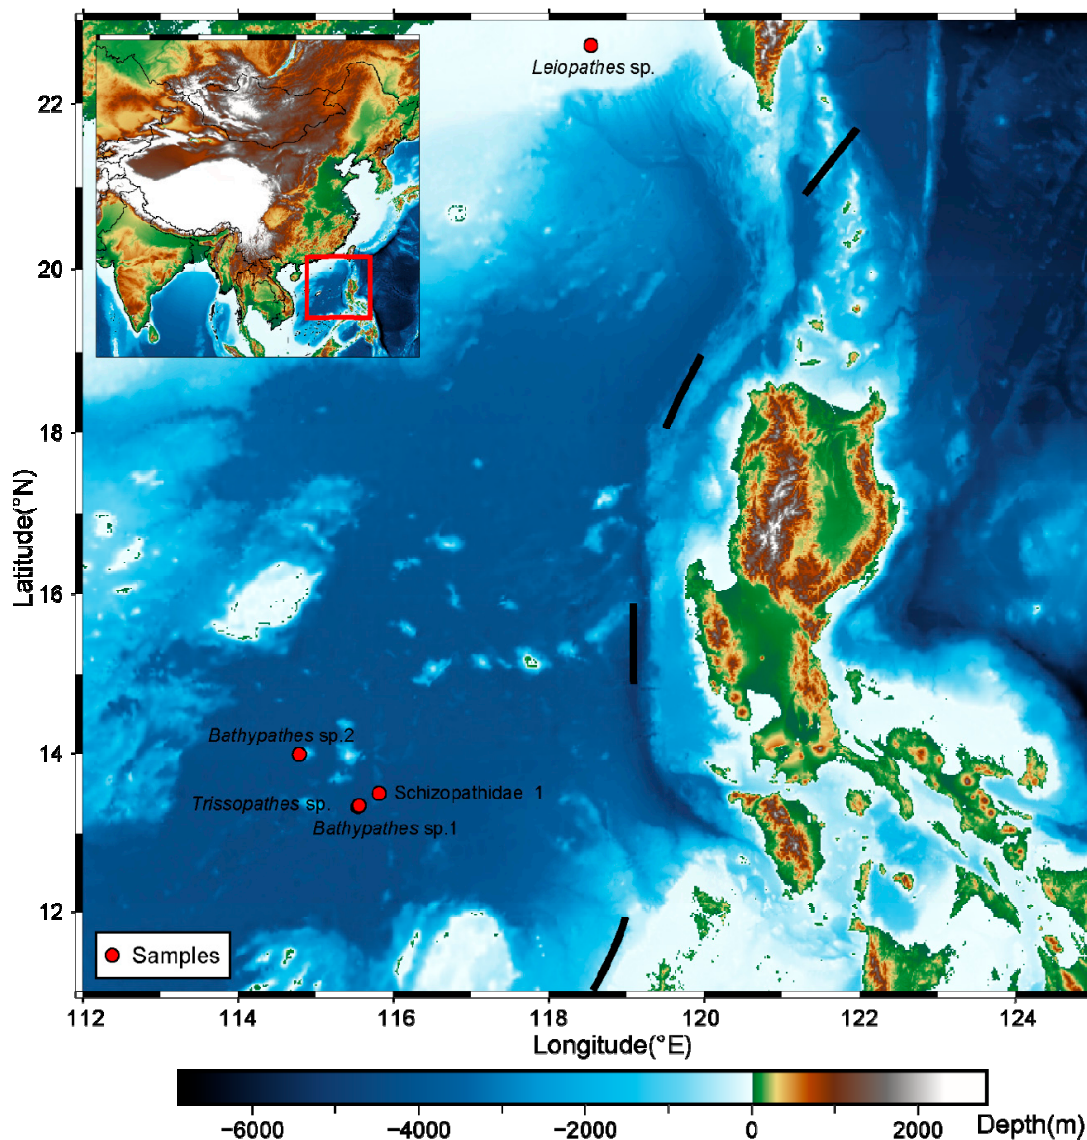 Leiopathes sp.
22
20
18
16
14
12
Latitude(°N)
Bathypathes sp.2
Schizopathidae 1
Trissopathes sp.
Bathypathes sp.1
Samples
112
114
116
118
120
122
124
Longitude(°E)
−6000
−4000
−2000
0
2000
Depth(m)